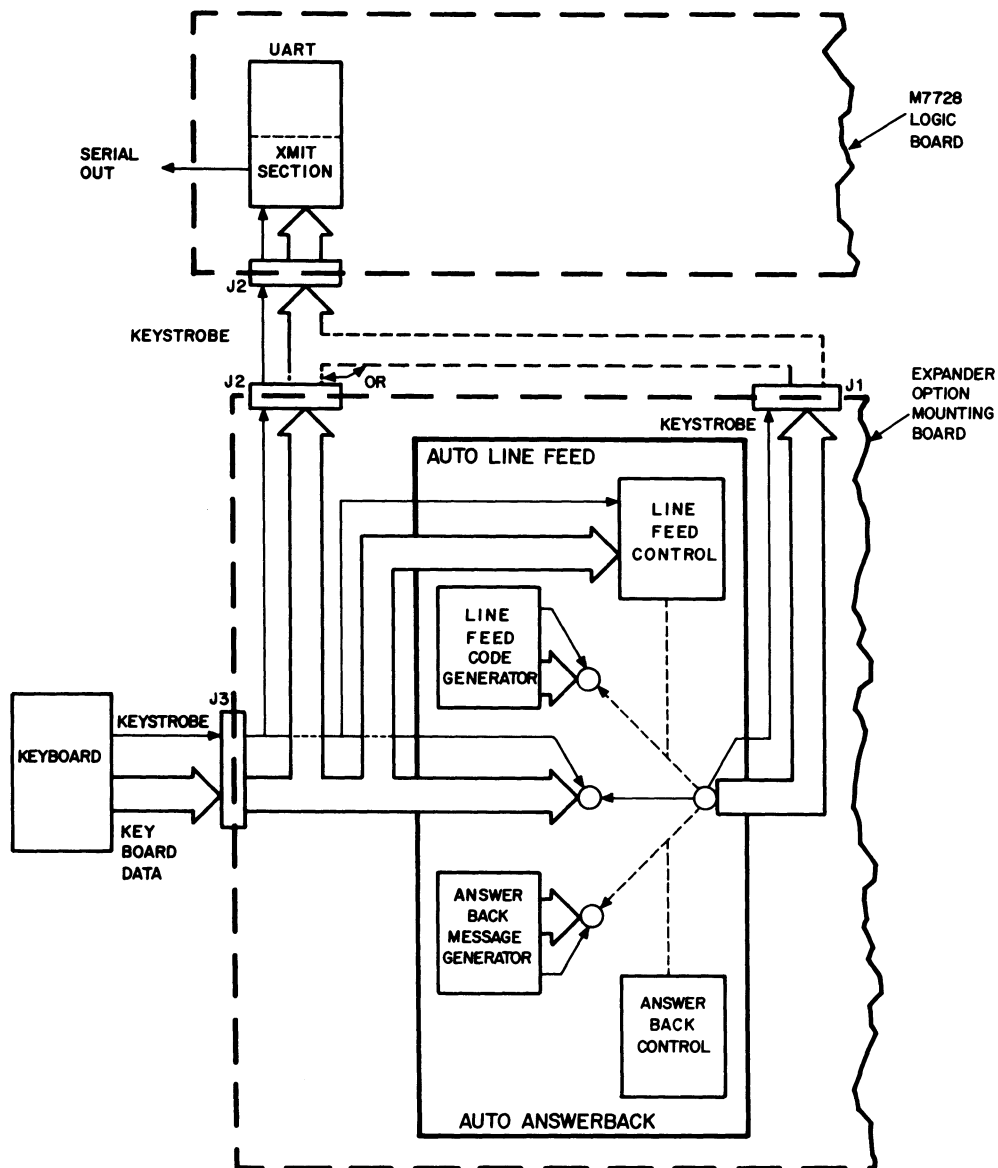 UART
XMIT
SECTION
SERIAL
OUT
M7728
LOGIC
BOARD
J2
KEYSTROBE
J2
OR
J1
EXPANDER
OPTION
MOUNTING
BOARD
KEYSTROBE
AUTO LINE FEED
LINE
FEED
CONTROL
LINE
FEED
CODE
GENERATOR
J3
KEYSTROBE
KEYBOARD
KEY
BOARD
DATA
ANSWER
BACK
MESSAGE
GENERATOR
ANSWER
BACK
CONTROL
AUTO ANSWERBACK